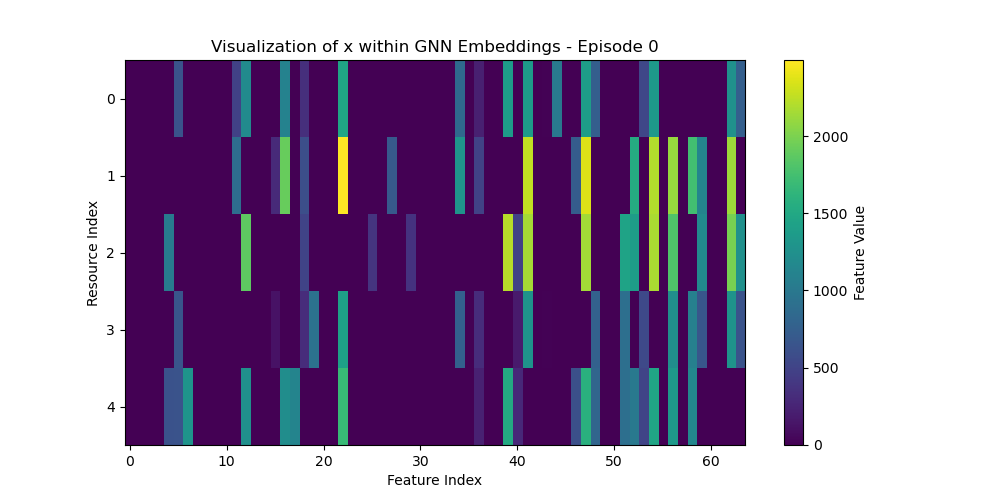 Visualization of x within GNN Embeddings - Episode 0
0
1
2
3
4
Resource Index
0 10 20 30 40 50 60
Feature Index
2000
1500
1000
500
0
Feature Value